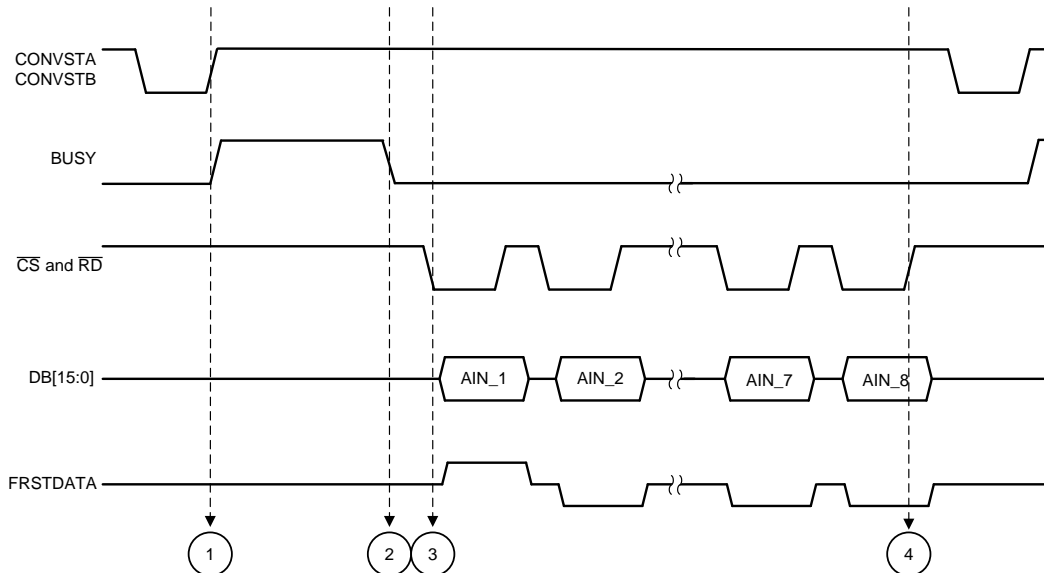 CONVSTA
CONVSTB
BUSY
CS and RD
DB[15:0]
AIN_1
AIN_2
AIN_7
AIN_8
FRSTDATA
1
2
3
4